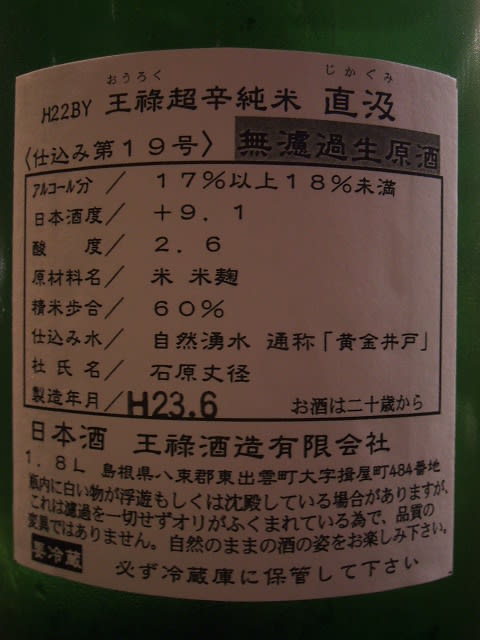 おうろく じかぐみ
H22BY 王祿超辛純米 直汲
〈仕込み第19号〉 無濾過生原酒
アルコール分／ 17％以上18％未満
日本酒度／ ＋9．1
酸　度／ 2．6
原材料名／ 米 米麹
精米歩合／ 60％
仕込み水／ 自然湧水 通称「黄金井戸」
杜氏名／ 石原丈径
製造年月／ H23.6 お酒は二十歳から
日本酒 王祿酒造有限会社
1．8L 島根県八束郡東出雲町大字揖屋町484番地
瓶内に白い物が浮遊もしくは沈殿している場合がありますが、
これは濾過を一切せずオリがふくまれている為で、品質の
変異ではありません。自然のままの酒の姿をお楽しみ下さい。
要冷蔵 必ず冷蔵庫に保管して下さい